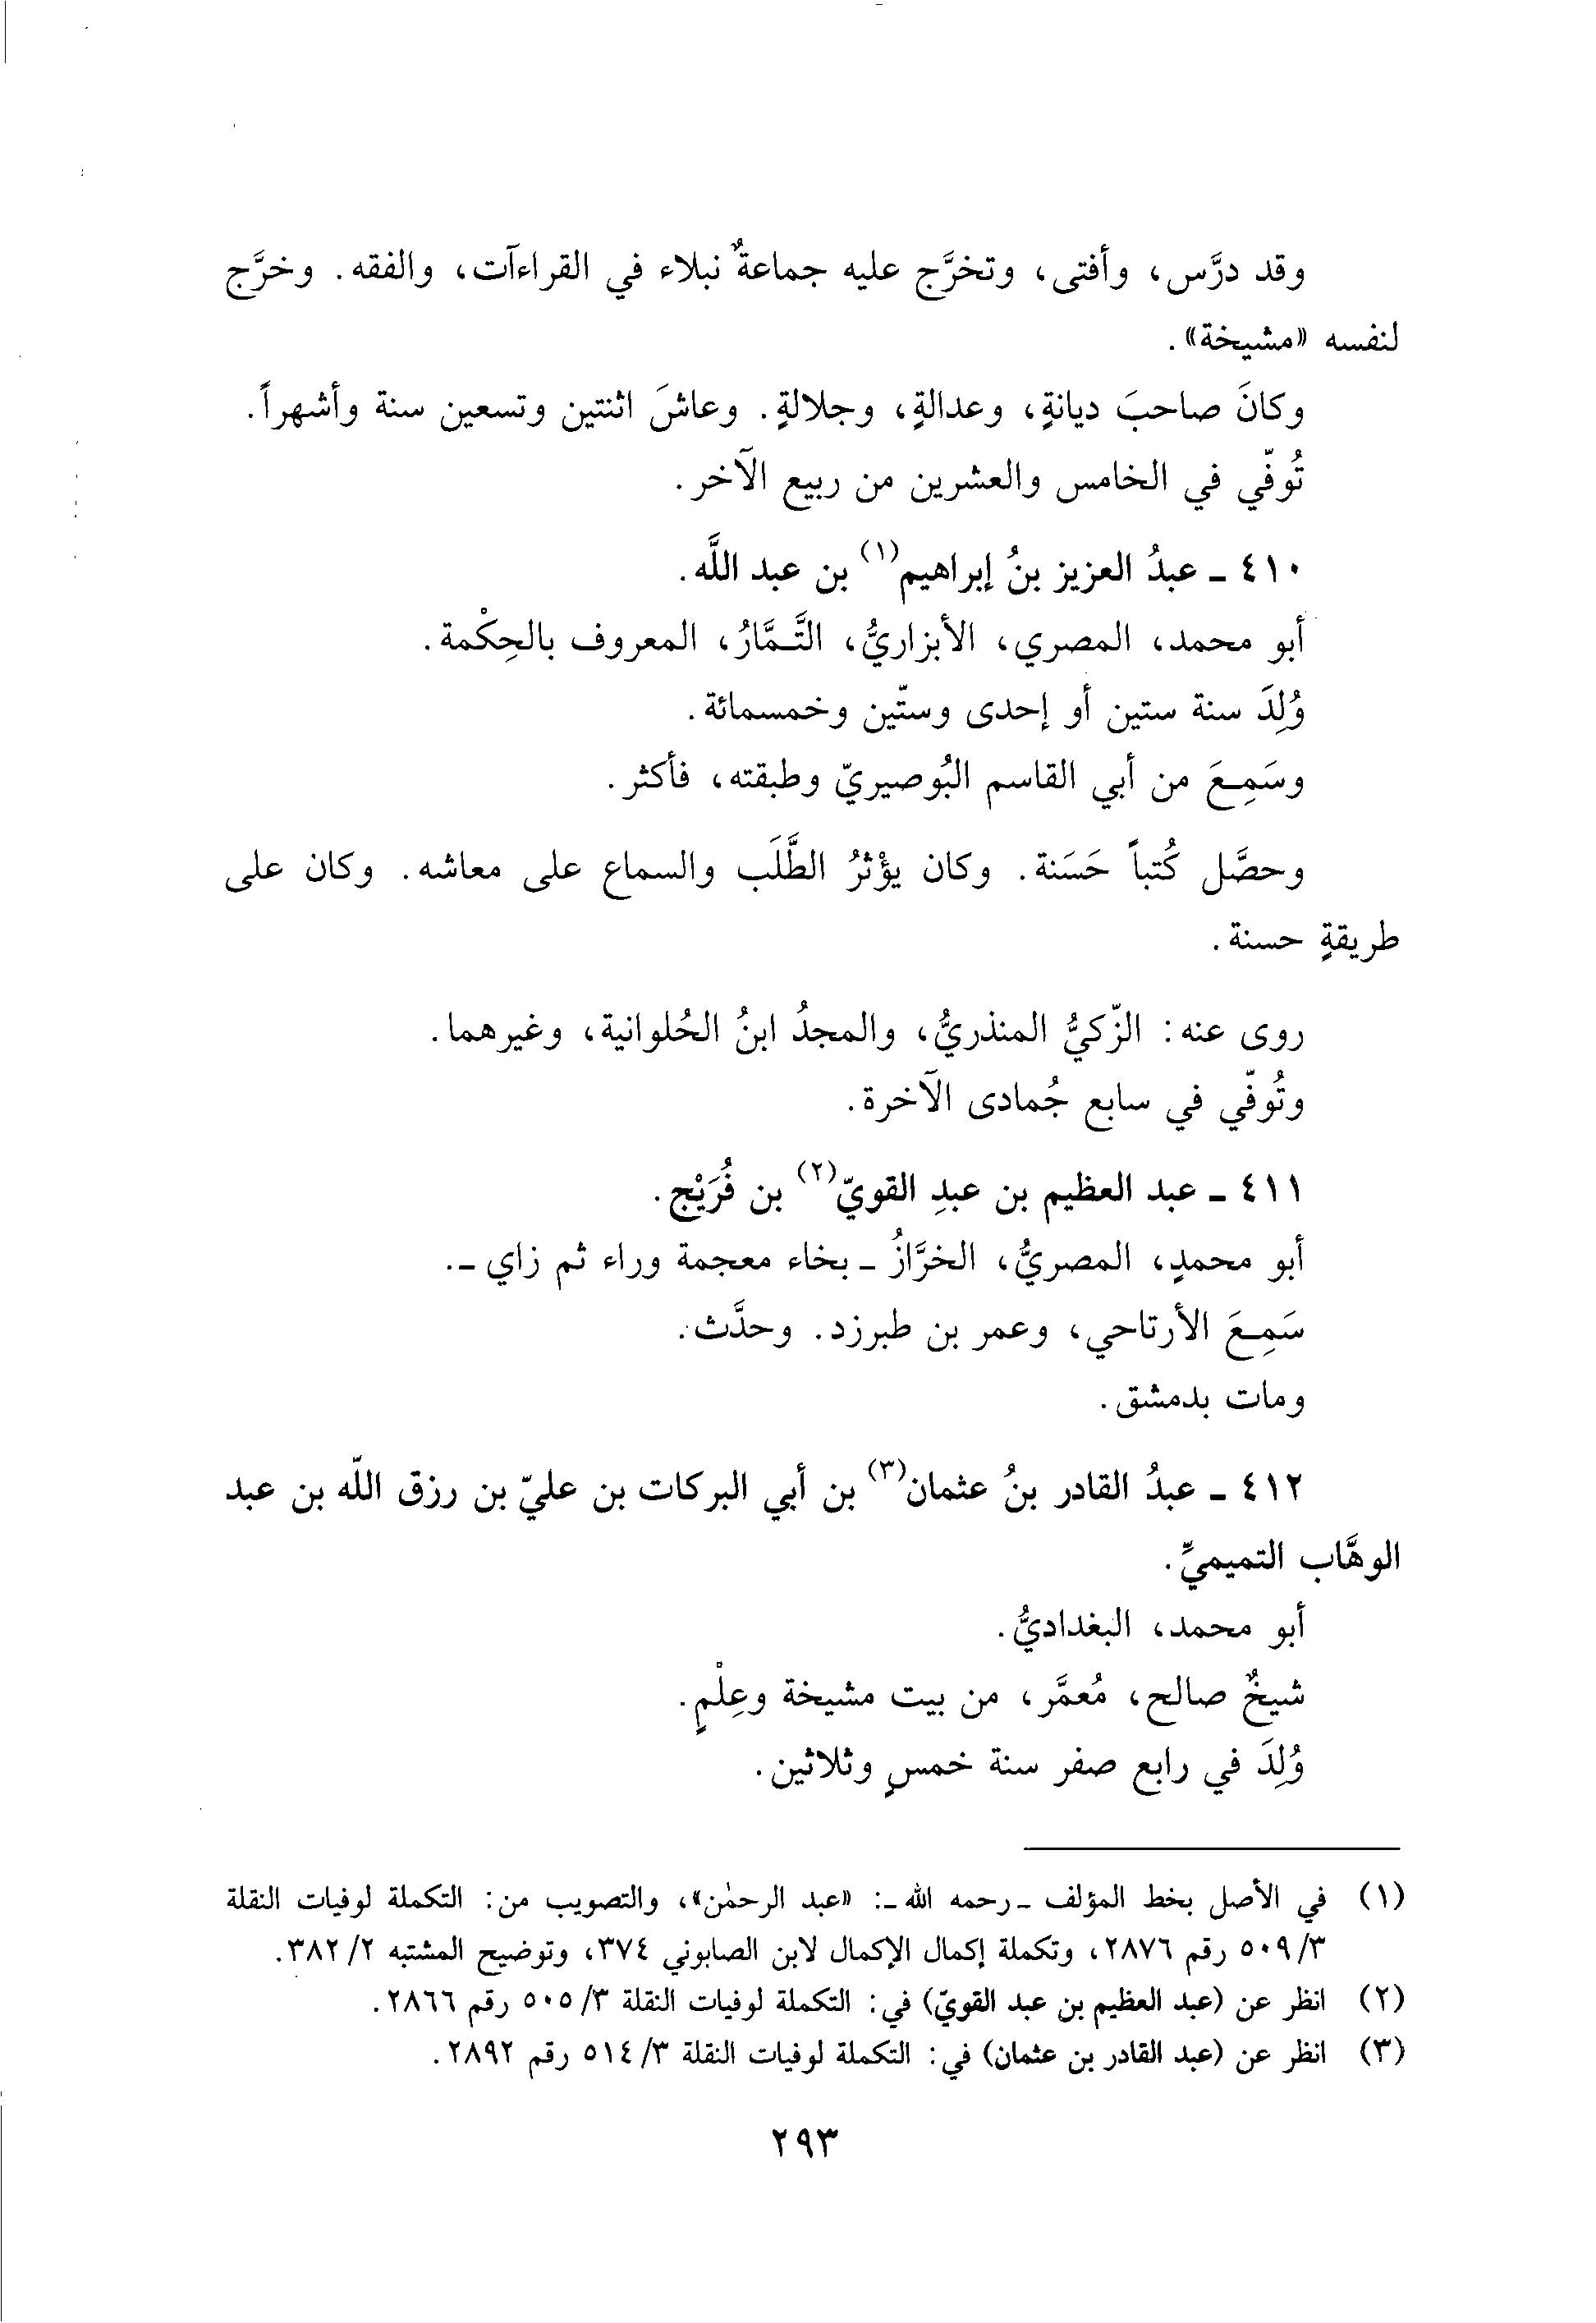 وقد درَّس، وأفتى، وتخرَّج عليه جماعةٌ نبلاء في القراءآت، والفقه. وخرَّج
لنفسه «مشيخة».
وكانَ صاحبَ ديانةٍ، وعدالةٍ، وجلالةٍ. وعاشَ اثنتين وتسعين سنة وأشهراً.
تُوفّي في الخامس والعشرين من ربيع الآخر.
٤١٠ ـ عبدُ العزيز بنُ إبراهيم(١) بن عبد اللَّه.
أبو محمد، المصري، الأبزاريُّ، التَّـمَّارُ، المعروف بالحِكْمة.
وُلِدَ سنة ستين أو إحدى وستّين وخمسمائة.
وسَمِـعَ من أبي القاسم البُوصيريّ وطبقته، فأكثر.
وحصَّل كُتباً حَسَنة. وكان يؤْثرُ الطَّلَب والسماع على معاشه. وكان على
طريقةٍ حسنة.
روى عنه: الزّكيُّ المنذريُّ، والمجدُ ابنُ الحُلوانية، وغيرهما.
وتُوفّي في سابع جُمادى الآخرة.
٤١١ ـ عبد العظيم بن عبدِ القويّ(٢) بن فُرَيْج.
أبو محمدٍ، المصريُّ، الخرَّازُ ـ بخاء معجمة وراء ثم زاي ـ.
سَمِـعَ الأرتاحي، وعمر بن طبرزد. وحدَّث.
ومات بدمشق.
٤١٢ ـ عبدُ القادر بنُ عثمان(٣) بن أبي البركات بن عليّ بن رزق اللّه بن عبد
الوهَّاب التميميِّ.
أبو محمد، البغداديُّ.
شيخٌ صالح، مُعمَّر، من بيت مشيخة وعِلْمٍ.
وُلِدَ في رابع صفر سنة خمسٍ وثلاثين.
(١) في الأصل بخط المؤلف ـ رحمه الله ـ: «عبد الرحمٰن»، والتصويب من: التكملة لوفيات النقلة
٥٠٩/٣ رقم ٢٨٧٦، وتكملة إكمال الإكمال لابن الصابوني ٣٧٤، وتوضيح المشتبه ٣٨٢/٢.
(٢) انظر عن (عبد العظيم بن عبد القويّ) في: التكملة لوفيات النقلة ٥٠٥/٣ رقم ٢٨٦٦.
(٣) انظر عن (عبد القادر بن عثمان) في: التكملة لوفيات النقلة ٥١٤/٣ رقم ٢٨٩٢.
٢٩٣